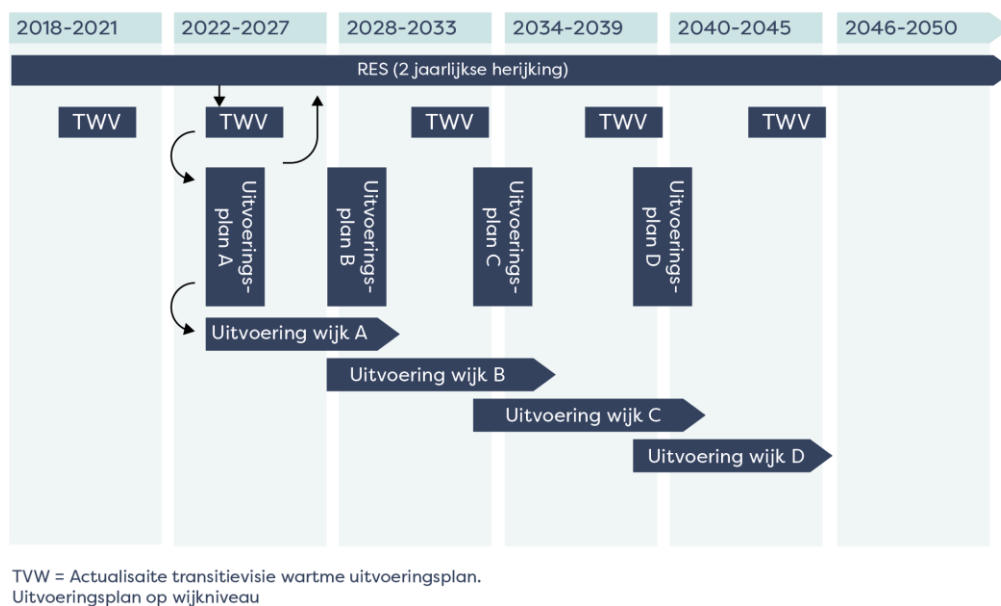 2018-2021
2022-2027
2028-2033
2034-2039
2040-2045
2046-2050
RES (2 jaarlijkse herijking)
TWV
TWV
TWV
TWV
TWV
Uitvoerings-
plan A
Uitvoerings-
plan B
Uitvoerings-
plan C
Uitvoerings-
plan D
Uitvoering wijk A
Uitvoering wijk B
Uitvoering wijk C
Uitvoering wijk D
TVW = Actualisaite transitievisie wartme uitvoeringsplan.
Uitvoeringsplan op wijkniveau